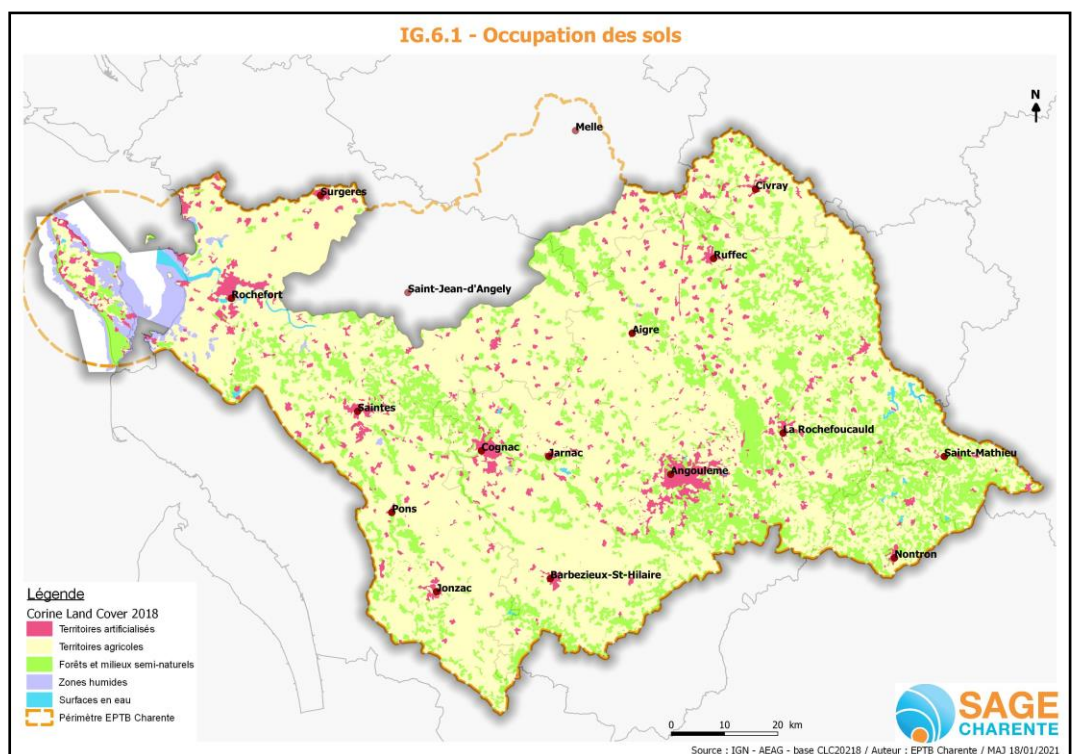 IG.6.1 - Occupation des sols
N
Melle
Civray
Surgeres
Ruffec
Saint-Jean-d'Angely
Rochefort
Aigre
Saintes
La Rochefoucauld
Cognac
Jarnac
Saint-Mathieu
Angouleme
Pons
Nontron
Barbezieux-St-Hilaire
Jonzac
Légende
Corine Land Cover 2018
Territoires artificialisés
Territoires agricoles
Forêts et milieux semi-naturels
Zones humides
Surfaces en eau
Périmètre EPTB Charente
0 10 20 km
SAGE
CHARENTE
Source : IGN - AEAG - base CLC20218 / Auteur : EPTB Charente / MAJ 18/01/2021